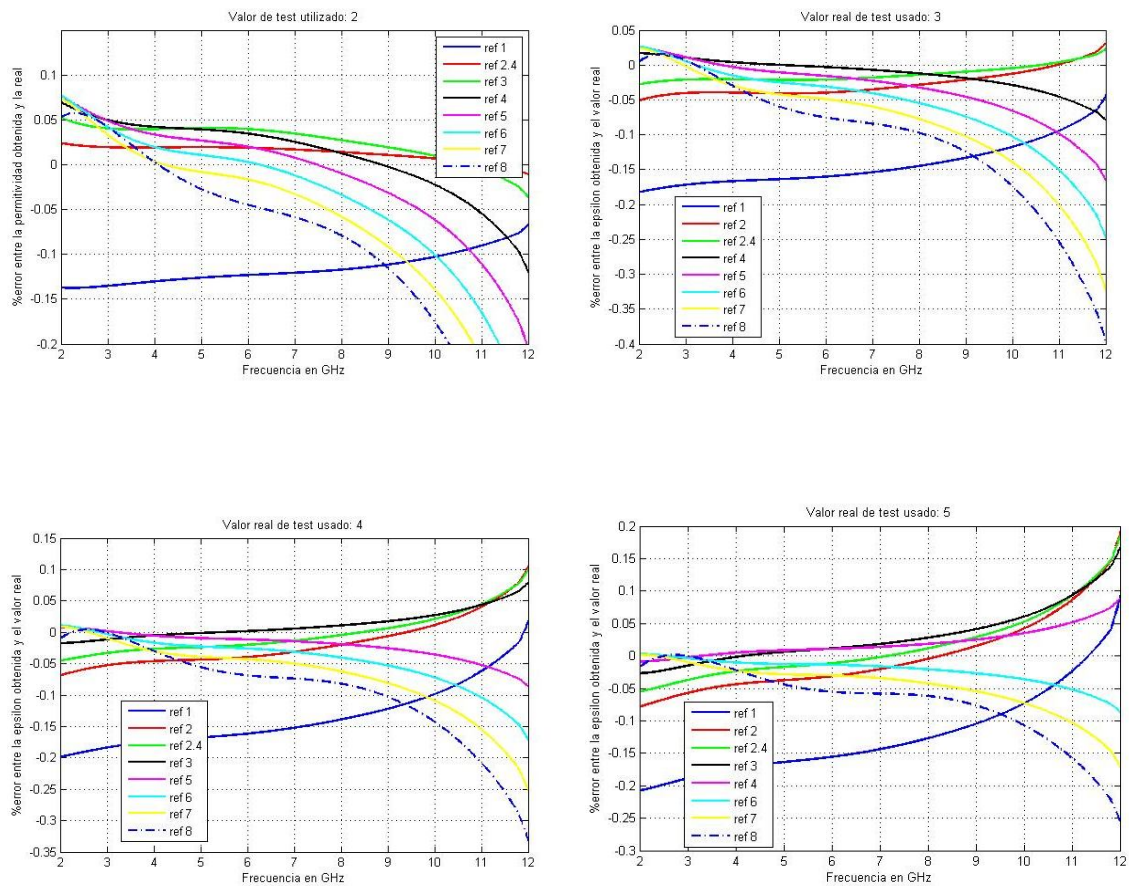 Valor de test utilizado: 2
%error entre la permitividad obtenida y la real
0.1
0.05
0
-0.05
-0.1
-0.15
-0.2
ref 1
ref 2.4
ref 3
ref 4
ref 5
ref 6
ref 7
ref 8
2 3 4 5 6 7 8 9 10 11 12
Frecuencia en GHz
Valor real de test usado: 3
%error entre la epsilon obtenida y el valor real
0.05
0
-0.05
-0.1
-0.15
-0.2
-0.25
-0.3
-0.35
-0.4
ref 1
ref 2
ref 2.4
ref 4
ref 5
ref 6
ref 7
ref 8
2 3 4 5 6 7 8 9 10 11 12
Frecuencia en GHz
Valor real de test usado: 4
%error entre la epsilon obtenida y el valor real
0.15
0.1
0.05
0
-0.05
-0.1
-0.15
-0.2
-0.25
-0.3
-0.35
ref 1
ref 2
ref 2.4
ref 3
ref 5
ref 6
ref 7
ref 8
2 3 4 5 6 7 8 9 10 11 12
Frecuencia en GHz
Valor real de test usado: 5
%error entre la epsilon obtenida y el valor real
0.2
0.15
0.1
0.05
0
-0.05
-0.1
-0.15
-0.2
-0.25
-0.3
ref 1
ref 2
ref 2.4
ref 3
ref 4
ref 6
ref 7
ref 8
2 3 4 5 6 7 8 9 10 11 12
Frecuencia en GHz